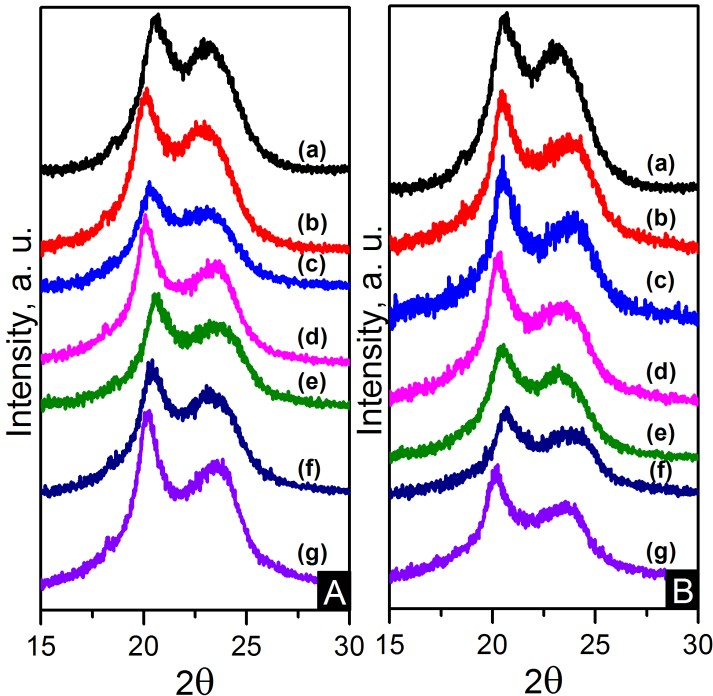 Intensity, a. u.
(a)
(b)
(c)
(d)
(e)
(f)
(g)
A
15 20 25 30
2θ
Intensity, a. u.
(a)
(b)
(c)
(d)
(e)
(f)
(g)
B
15 20 25 30
2θ